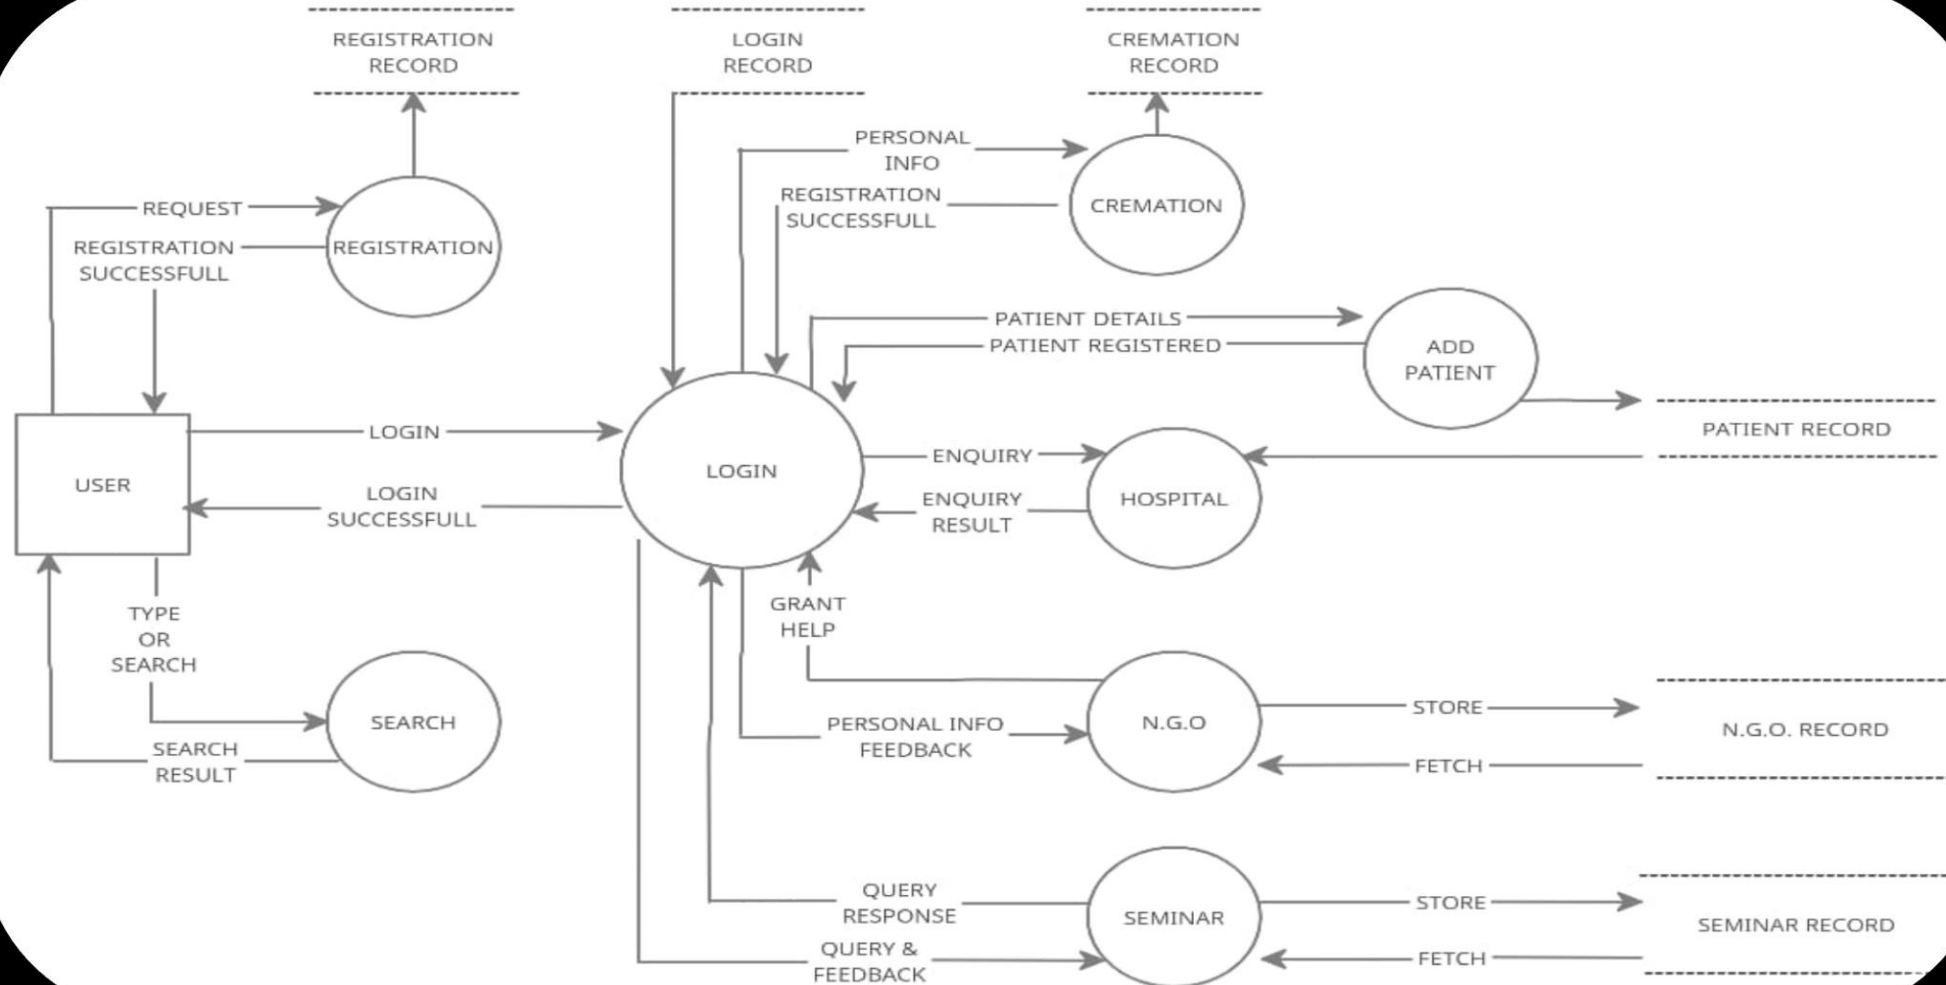 REGISTRATION
RECORD
LOGIN
RECORD
CREMATION
RECORD
PERSONAL
INFO
REGISTRATION
SUCCESSFULL
CREMATION
REQUEST
REGISTRATION
SUCCESSFULL
REGISTRATION
PATIENT DETAILS
PATIENT REGISTERED
ADD
PATIENT
PATIENT RECORD
LOGIN
USER
LOGIN
SUCCESSFULL
LOGIN
ENQUIRY
ENQUIRY
RESULT
HOSPITAL
GRANT
HELP
TYPE
OR
SEARCH
SEARCH
SEARCH
RESULT
PERSONAL INFO
FEEDBACK
N.G.O
STORE
FETCH
N.G.O. RECORD
QUERY
RESPONSE
QUERY &
FEEDBACK
SEMINAR
STORE
FETCH
SEMINAR RECORD